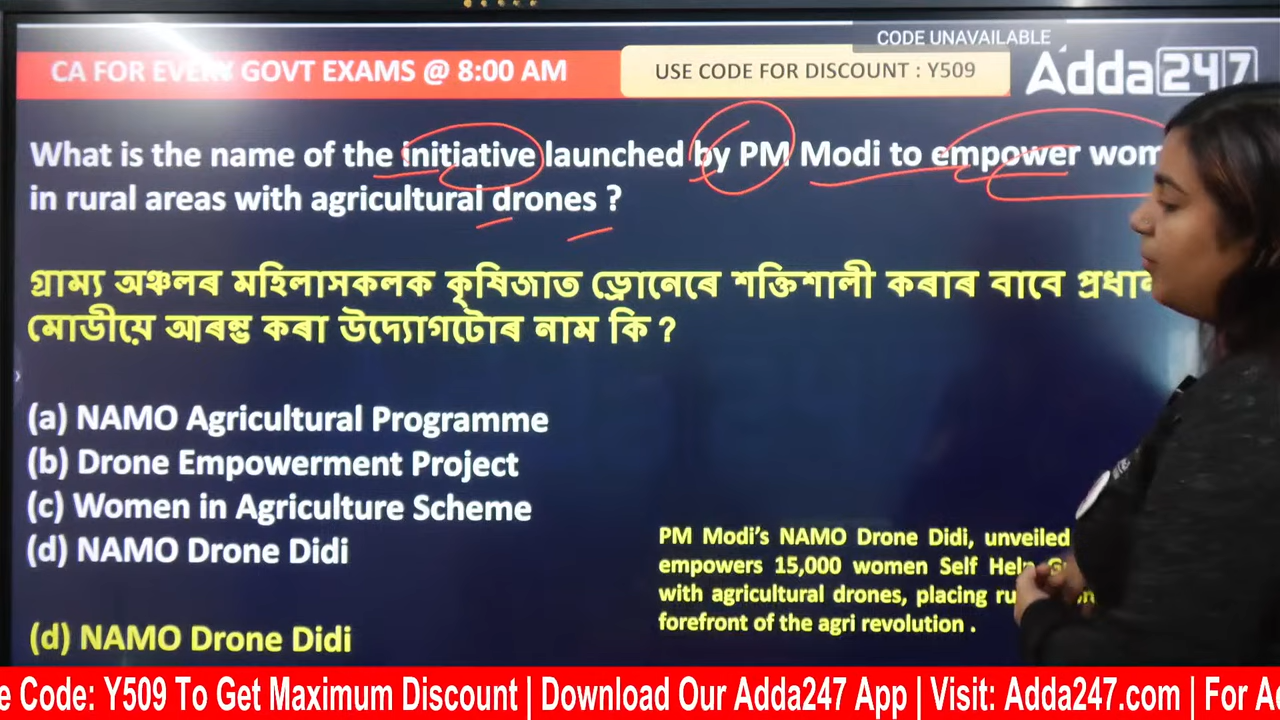 CODE UNAVAILABLE
CA FOR EVERY GOVT EXAMS @ 8:00 AM
USE CODE FOR DISCOUNT : Y509
Adda247
What is the name of the initiative launched by PM Modi to empower
in rural areas with agricultural drones ?
গ্ৰাম্য অঞ্চলৰ মহিলাসকলক কৃষিজাত ড্ৰোনেৰে শক্তিশালী কৰাৰ বাবে
মোডীয়ে আৰম্ভ কৰা উদ্যোগটোৰ নাম কি ?
(a) NAMO Agricultural Programme
(b) Drone Empowerment Project
(c) Women in Agriculture Scheme
(d) NAMO Drone Didi
PM Modi's NAMO Drone Didi, unveiled
empowers 15,000 women Self Help
with agricultural drones, placing
forefront of the agri revolution .
(d) NAMO Drone Didi
e Code: Y509 To Get Maximum Discount | Download Our Adda247 App | Visit: Adda247.com | For